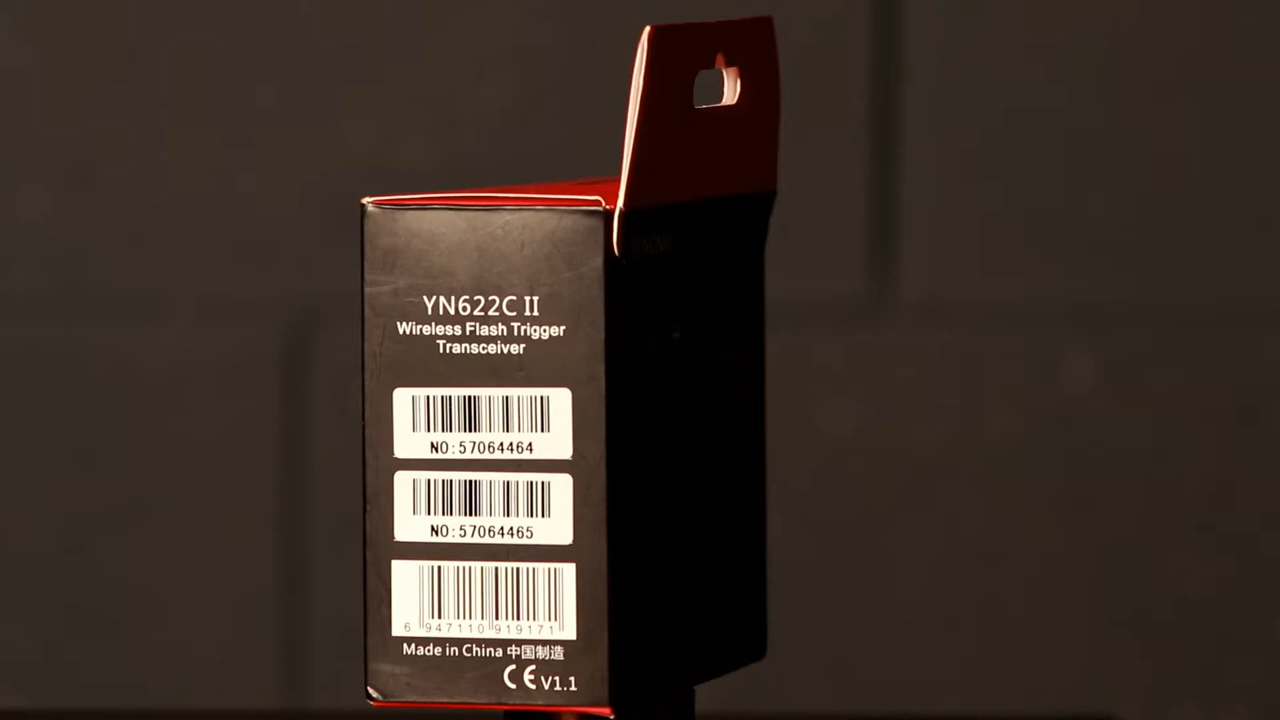 YN622C II
Wireless Flash Trigger
Transceiver
NO:57064464
NO:57064465
6 947110 919171
Made in China 中国制造
CE V1.1